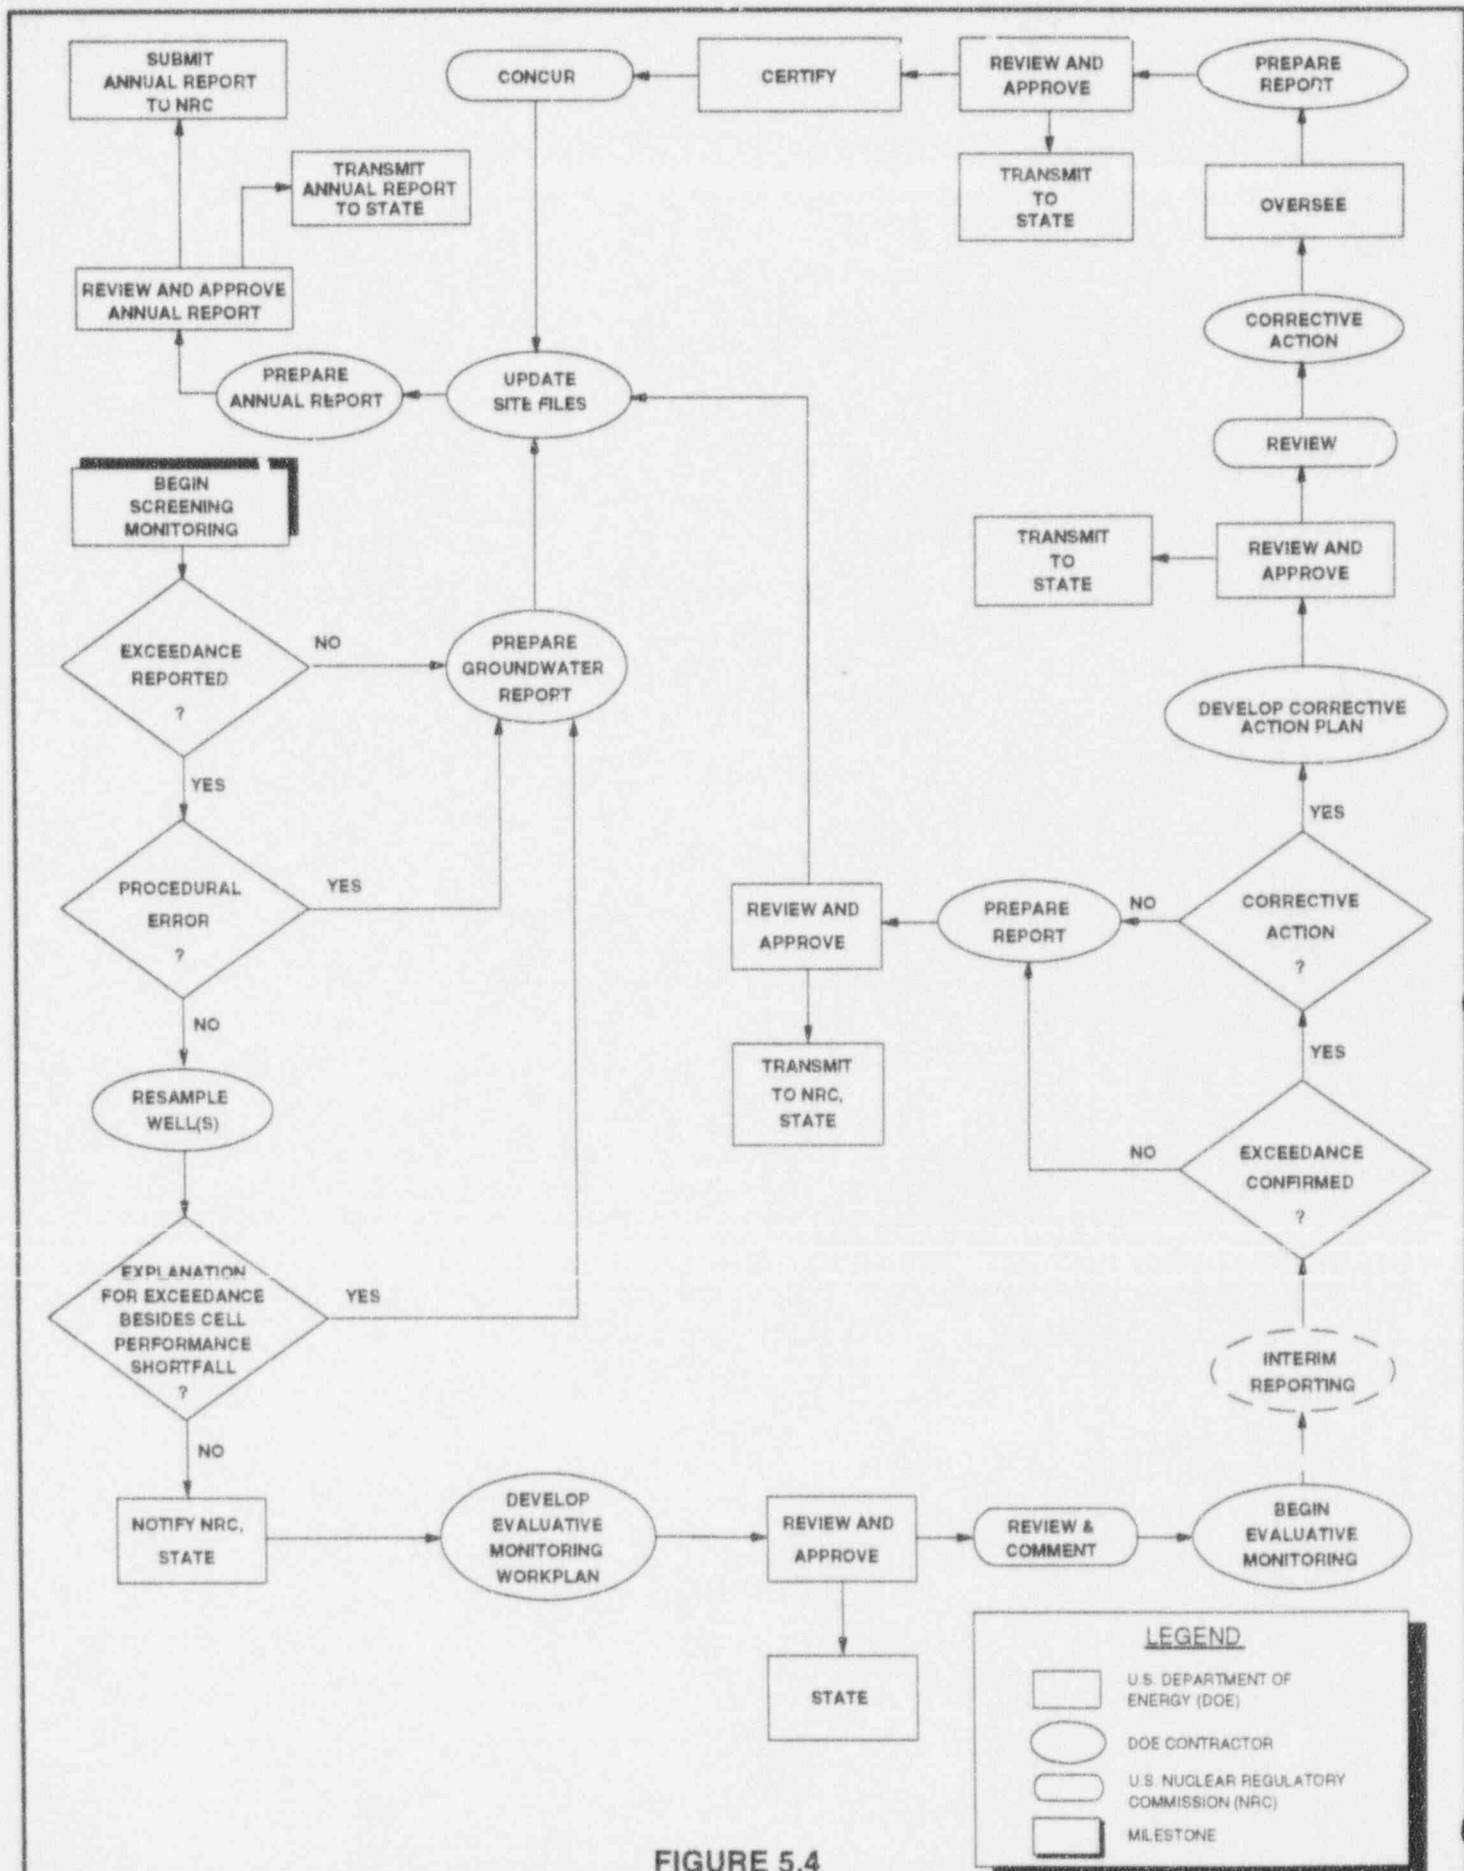 SUBMIT
ANNUAL REPORT
TO NRC
CONCUR
CERTIFY
REVIEW AND
APPROVE
PREPARE
REPORT
TRANSMIT
ANNUAL REPORT
TO STATE
TRANSMIT
TO
STATE
OVERSEE
REVIEW AND APPROVE
ANNUAL REPORT
CORRECTIVE
ACTION
PREPARE
ANNUAL REPORT
UPDATE
SITE FILES
REVIEW
BEGIN
SCREENING
MONITORING
TRANSMIT
TO
STATE
REVIEW AND
APPROVE
EXCEEDANCE
REPORTED
?
NO
PREPARE
GROUNDWATER
REPORT
DEVELOP CORRECTIVE
ACTION PLAN
YES
YES
PROCEDURAL
ERROR
?
YES
REVIEW AND
APPROVE
PREPARE
REPORT
NO
CORRECTIVE
ACTION
?
NO
YES
RESAMPLE
WELL(S)
TRANSMIT
TO NRC,
STATE
NO
EXCEEDANCE
CONFIRMED
?
EXPLANATION
FOR EXCEEDANCE
BESIDES CELL
PERFORMANCE
SHORTFALL
?
YES
INTERIM
REPORTING
NO
NOTIFY NRC,
STATE
DEVELOP
EVALUATIVE
MONITORING
WORKPLAN
REVIEW AND
APPROVE
REVIEW &
COMMENT
BEGIN
EVALUATIVE
MONITORING
STATE
LEGEND
U.S. DEPARTMENT OF
ENERGY (DOE)
DOE CONTRACTOR
U.S. NUCLEAR REGULATORY
COMMISSION (NRC)
MILESTONE
FIGURE 5.4